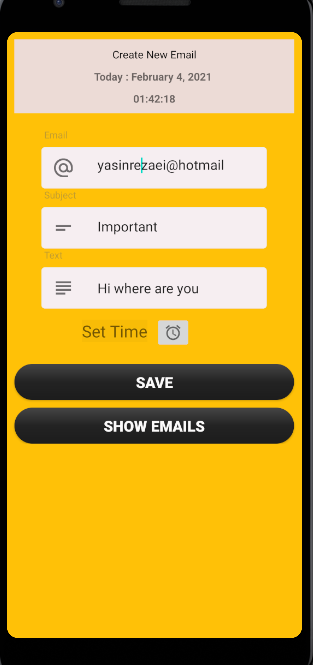 Create New Email
Today : February 4, 2021
01:42:18
Email
yasinrezaei@hotmail
Subject
Important
Text
Hi where are you
Set Time
SAVE
SHOW EMAILS